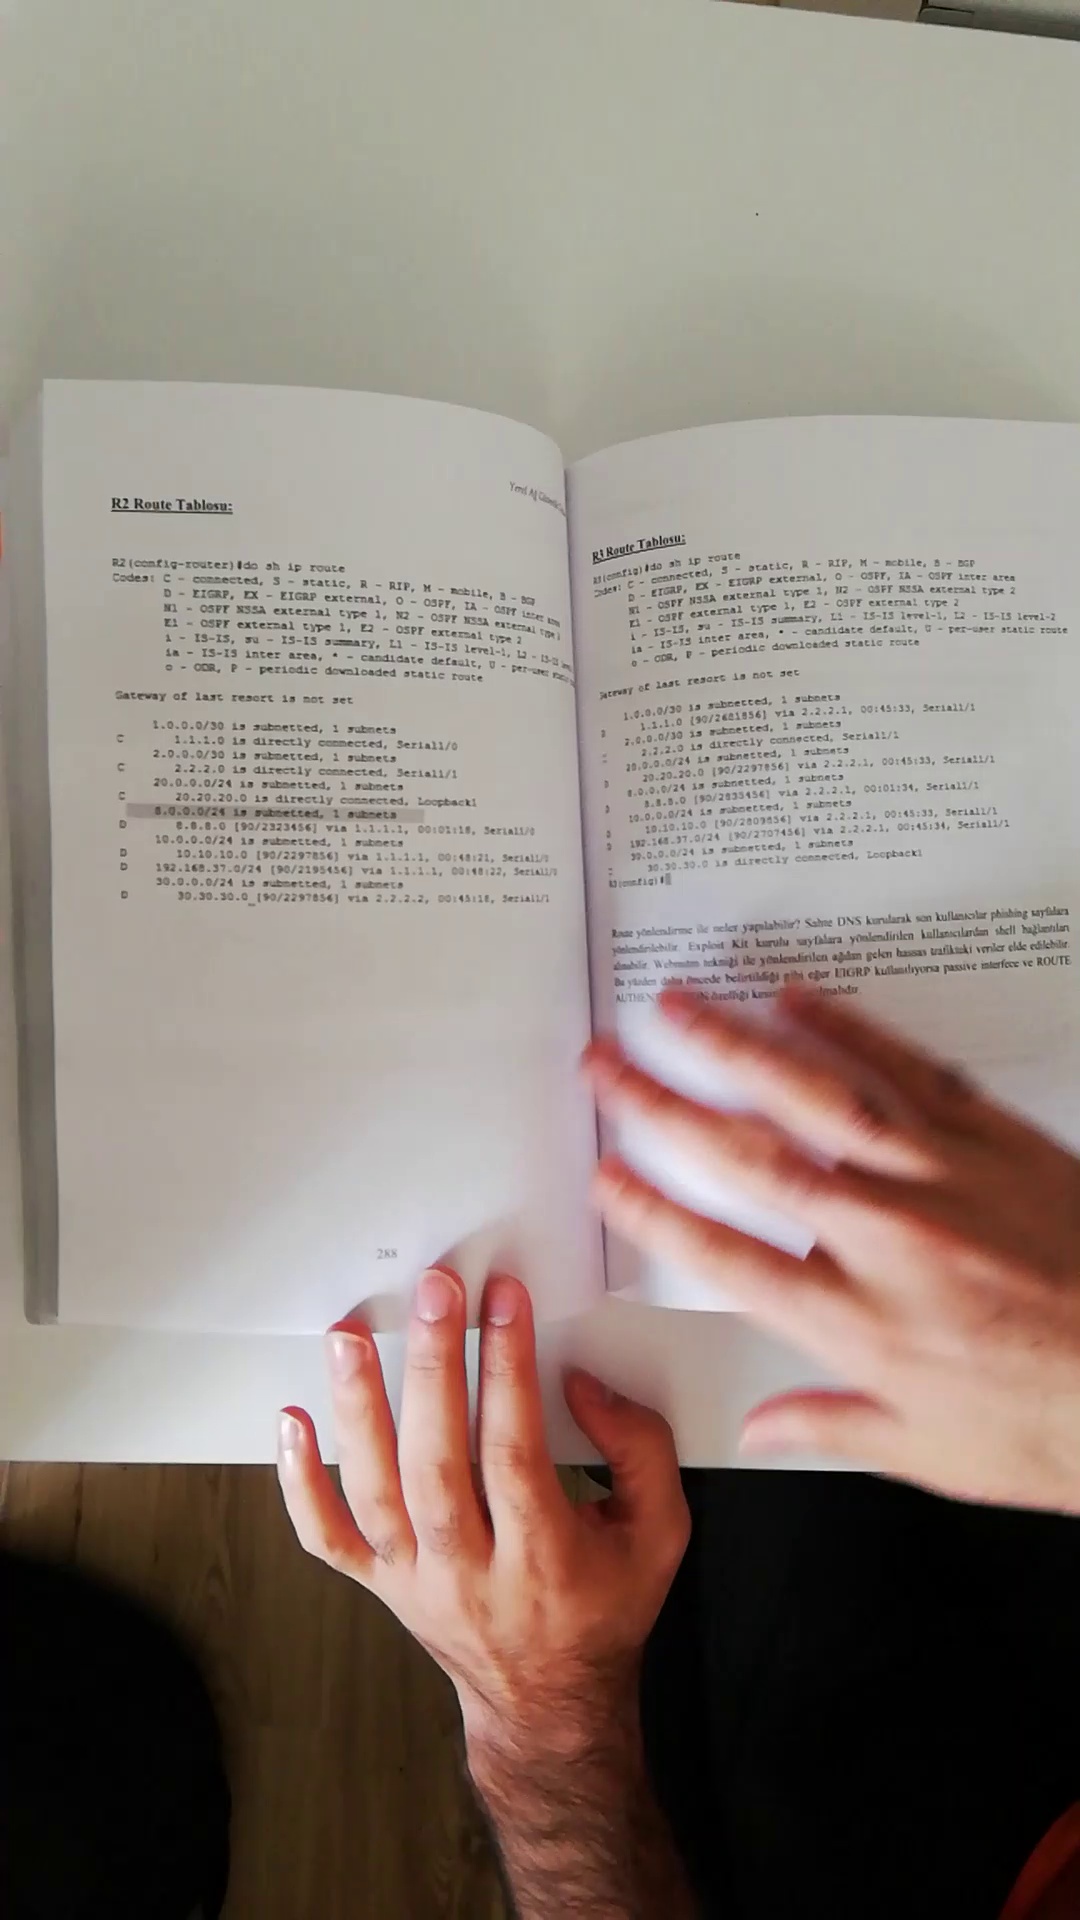 R2 Route Tablosu:
R2(config-router)#do sh ip route
Codes: C - connected, S - static, R - RIP, M - mobile, B - BGP
D - EIGRP, EX - EIGRP external, O - OSPF, IA - OSPF inter area
N1 - OSPF NSSA external type 1, N2 - OSPF NSSA external type
E1 - OSPF external type 1, E2 - OSPF external type 2
i - IS-IS, su - IS-IS summary, L1 - IS-IS level-1, L2 - IS-IS
ia - IS-IS inter area, * - candidate default, U - per-user
o - ODR, P - periodic downloaded static route
Gateway of last resort is not set
1.0.0.0/30 is subnetted, 1 subnets
C 1.1.1.0 is directly connected, Serial1/0
2.0.0.0/30 is subnetted, 1 subnets
C 2.2.2.0 is directly connected, Serial1/1
20.0.0.0/24 is subnetted, 1 subnets
C 20.20.20.0 is directly connected, Loopback1
8.0.0.0/24 is subnetted, 1 subnets
D 8.8.8.0 [90/2323456] via 1.1.1.1, 00:01:18, Serial1/0
10.0.0.0/24 is subnetted, 1 subnets
D 10.10.10.0 [90/2297856] via 1.1.1.1, 00:48:21, Serial1/0
D 192.168.37.0/24 [90/2195456] via 1.1.1.1, 00:48:22, Serial1/0
30.0.0.0/24 is subnetted, 1 subnets
D 30.30.30.0 [90/2297856] via 2.2.2.2, 00:45:18, Serial1/1
288
R3 Route Tablosu:
R3(config)#do sh ip route
Codes: C - connected, S - static, R - RIP, M - mobile, B - BGP
D - EIGRP, EX - EIGRP external, O - OSPF, IA - OSPF inter area
N1 - OSPF NSSA external type 1, N2 - OSPF NSSA external type 2
E1 - OSPF external type 1, E2 - OSPF external type 2
i - IS-IS, su - IS-IS summary, L1 - IS-IS level-1, L2 - IS-IS level-2
ia - IS-IS inter area, * - candidate default, U - per-user static route
o - ODR, P - periodic downloaded static route
Gateway of last resort is not set
1.0.0.0/30 is subnetted, 1 subnets
D 1.1.1.0 [90/2681856] via 2.2.2.1, 00:45:33, Serial1/1
2.0.0.0/30 is subnetted, 1 subnets
2.2.2.0 is directly connected, Serial1/1
20.0.0.0/24 is subnetted, 1 subnets
D 20.20.20.0 [90/2297856] via 2.2.2.1, 00:45:33, Serial1/1
8.0.0.0/24 is subnetted, 1 subnets
D 8.8.8.0 [90/2835456] via 2.2.2.1, 00:01:34, Serial1/1
10.0.0.0/24 is subnetted, 1 subnets
D 10.10.10.0 [90/2809856] via 2.2.2.1, 00:45:33, Serial1/1
D 192.168.37.0/24 [90/2707456] via 2.2.2.1, 00:45:34, Serial1/1
30.0.0.0/24 is subnetted, 1 subnets
30.30.30.0 is directly connected, Loopback1
R3(config)#
Route yönlendirme ile neler yapılabilir? Sahte DNS kurularak son kullanıcılar phishing sayfalara
yönlendirilebilir. Exploit Kit kurulu sayfalara yönlendirilen kullanıcılardan shell bağlantıları
alınabilir. Webmitm tekniği ile yönlendirilen ağdan gelen hassas trafikteki veriler elde edilebilir.
Bu yüzden daha öncede belirtildiği gibi eğer EIGRP kullanılıyorsa passive interfece ve ROUTE
özelliği